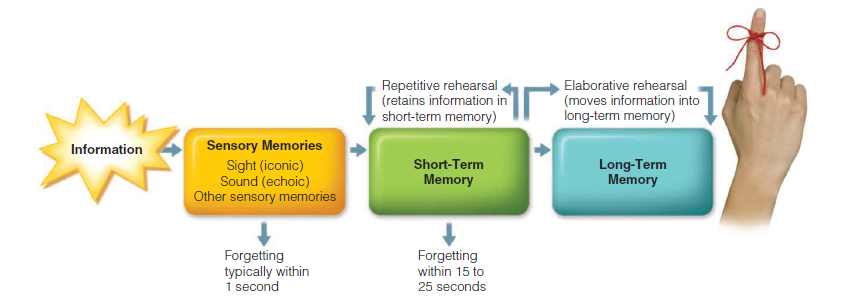 Information
Sensory Memories
Sight (iconic)
Sound (echoic)
Other sensory memories
Forgetting
typically within
1 second
Repetitive rehearsal
(retains information in
short-term memory)
Short-Term
Memory
Forgetting
within 15 to
25 seconds
Elaborative rehearsal
(moves information into
long-term memory)
Long-Term
Memory